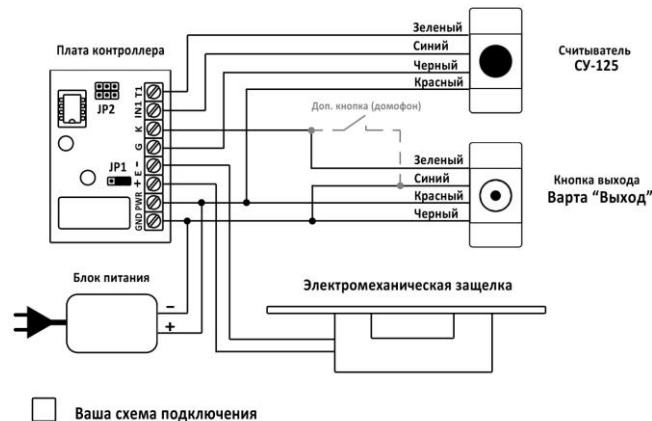 Плата контроллера
JP2
JP1
T1
IN1
K
G
E
−
+
PWR
GND
Зеленый
Синий
Черный
Красный
Считыватель
СУ-125
Доп. кнопка (домофон)
Зеленый
Синий
Красный
Черный
Кнопка выхода
Варта “Выход”
Блок питания
−
+
Электромеханическая защелка
Ваша схема подключения